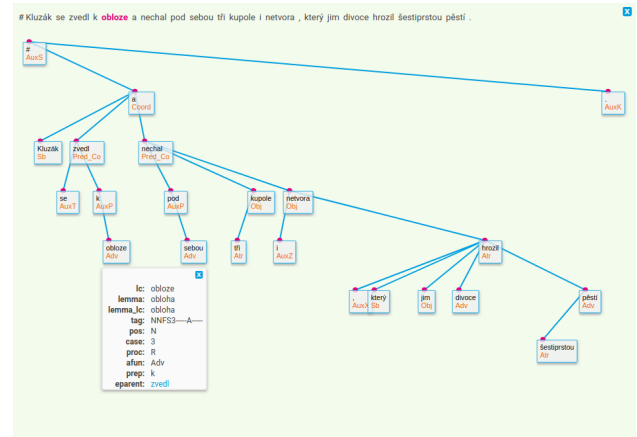 # Kluzák se zvedl k obloze a nechal pod sebou tři kupole i netvora , který jim divoce hrozil šestiprstou pěstí .
x
#
AuxS
a
Coord
.
AuxK
Kluzák
Sb
zvedl
Pred_Co
nechal
Pred_Co
se
AuxT
k
AuxP
pod
AuxP
kupole
Obj
netvora
Obj
obloze
Adv
sebou
Adv
tři
Atr
i
AuxZ
hrozil
Atr
x
lc: obloze
lemma: obloha
lemma_lc: obloha
tag: NNFS3-----A----
pos: N
case: 3
proc: R
afun: Adv
prep: k
eparent: zvedl
,
AuxX
který
Sb
jim
Obj
divoce
Adv
pěstí
Adv
šestiprstou
Atr